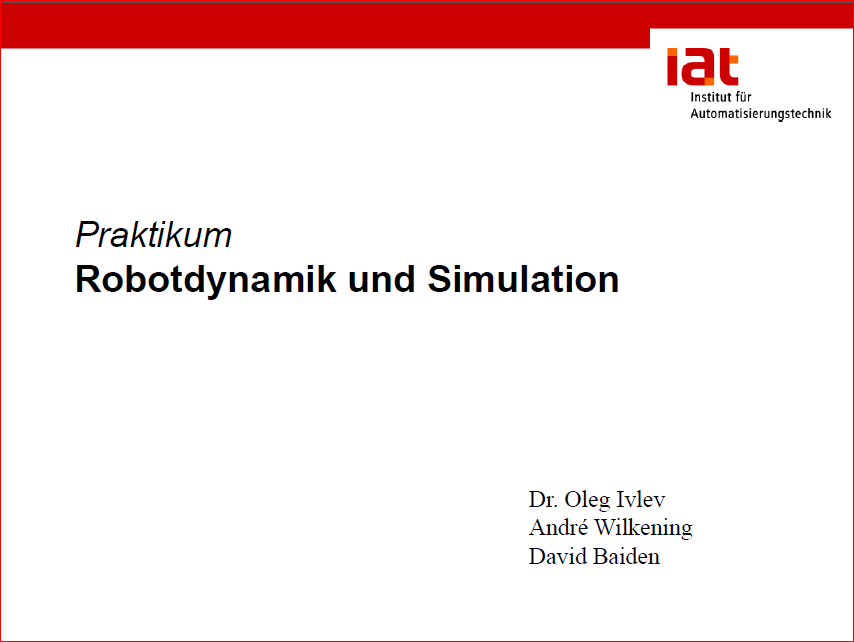 iat
Institut für
Automatisierungstechnik
Praktikum
Robotdynamik und Simulation
Dr. Oleg Ivlev
André Wilkening
David Baiden